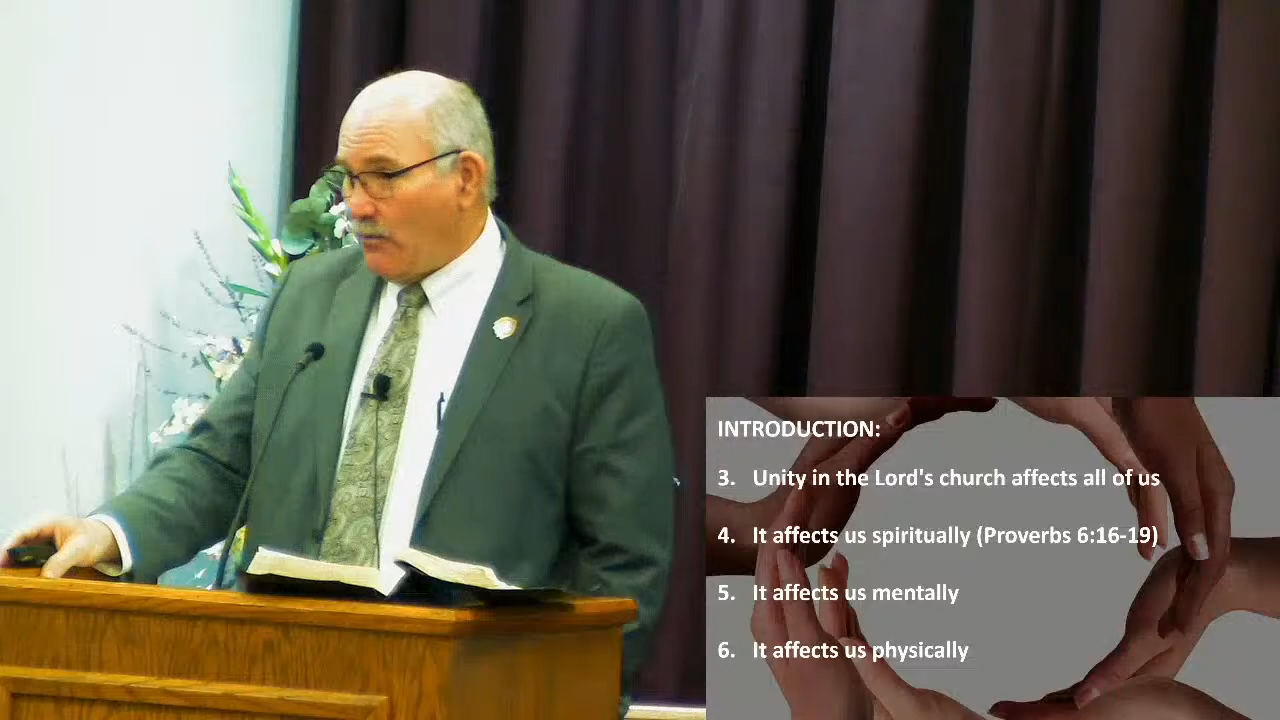 INTRODUCTION:
3. Unity in the Lord's church affects all of us
4. It affects us spiritually (Proverbs 6:16-19)
5. It affects us mentally
6. It affects us physically